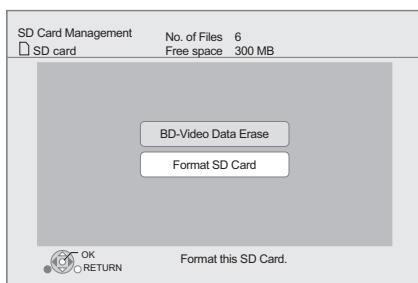 SD Card Management
No. of Files 6
SD card
Free space 300 MB
BD-Video Data Erase
Format SD Card
OK
RETURN
Format this SD Card.